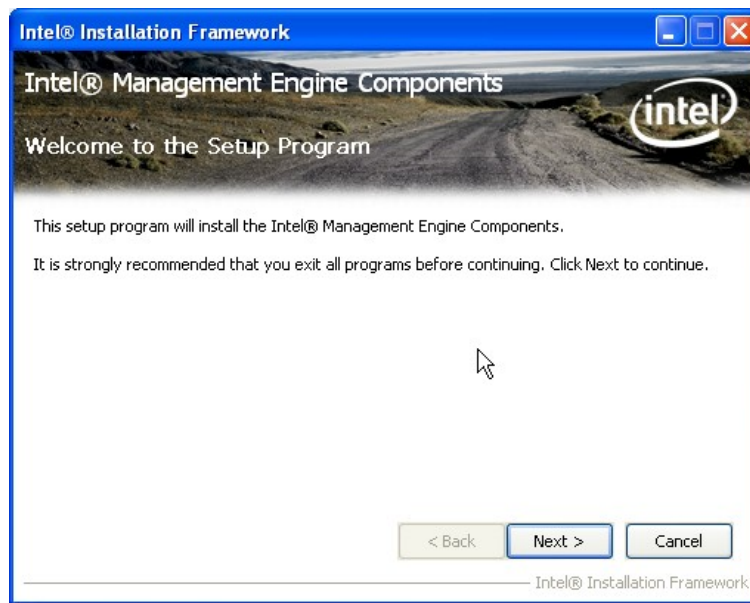 Intel® Installation Framework
Intel® Management Engine Components
intel
Welcome to the Setup Program
This setup program will install the Intel® Management Engine Components.
It is strongly recommended that you exit all programs before continuing. Click Next to continue.
< Back Next > Cancel
Intel® Installation Framework